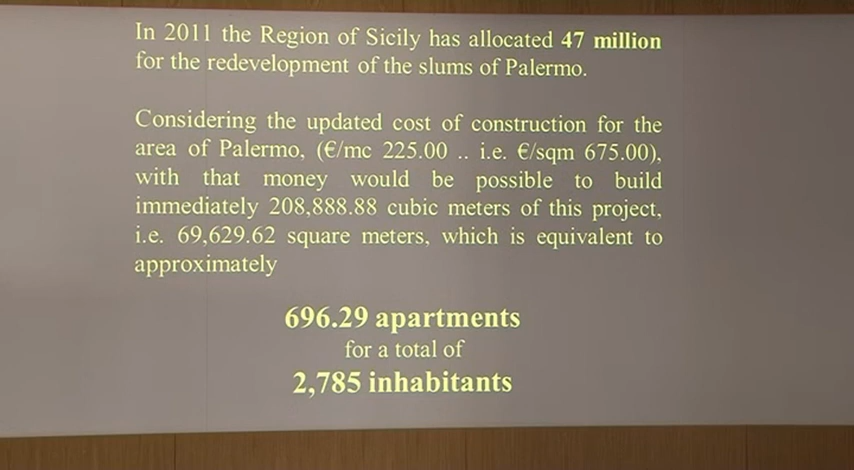 In 2011 the Region of Sicily has allocated 47 million
for the redevelopment of the slums of Palermo.
Considering the updated cost of construction for the
area of Palermo, (€/mc 225.00 .. i.e. €/sqm 675.00),
with that money would be possible to build
immediately 208,888.88 cubic meters of this project,
i.e. 69,629.62 square meters, which is equivalent to
approximately
696.29 apartments
for a total of
2,785 inhabitants